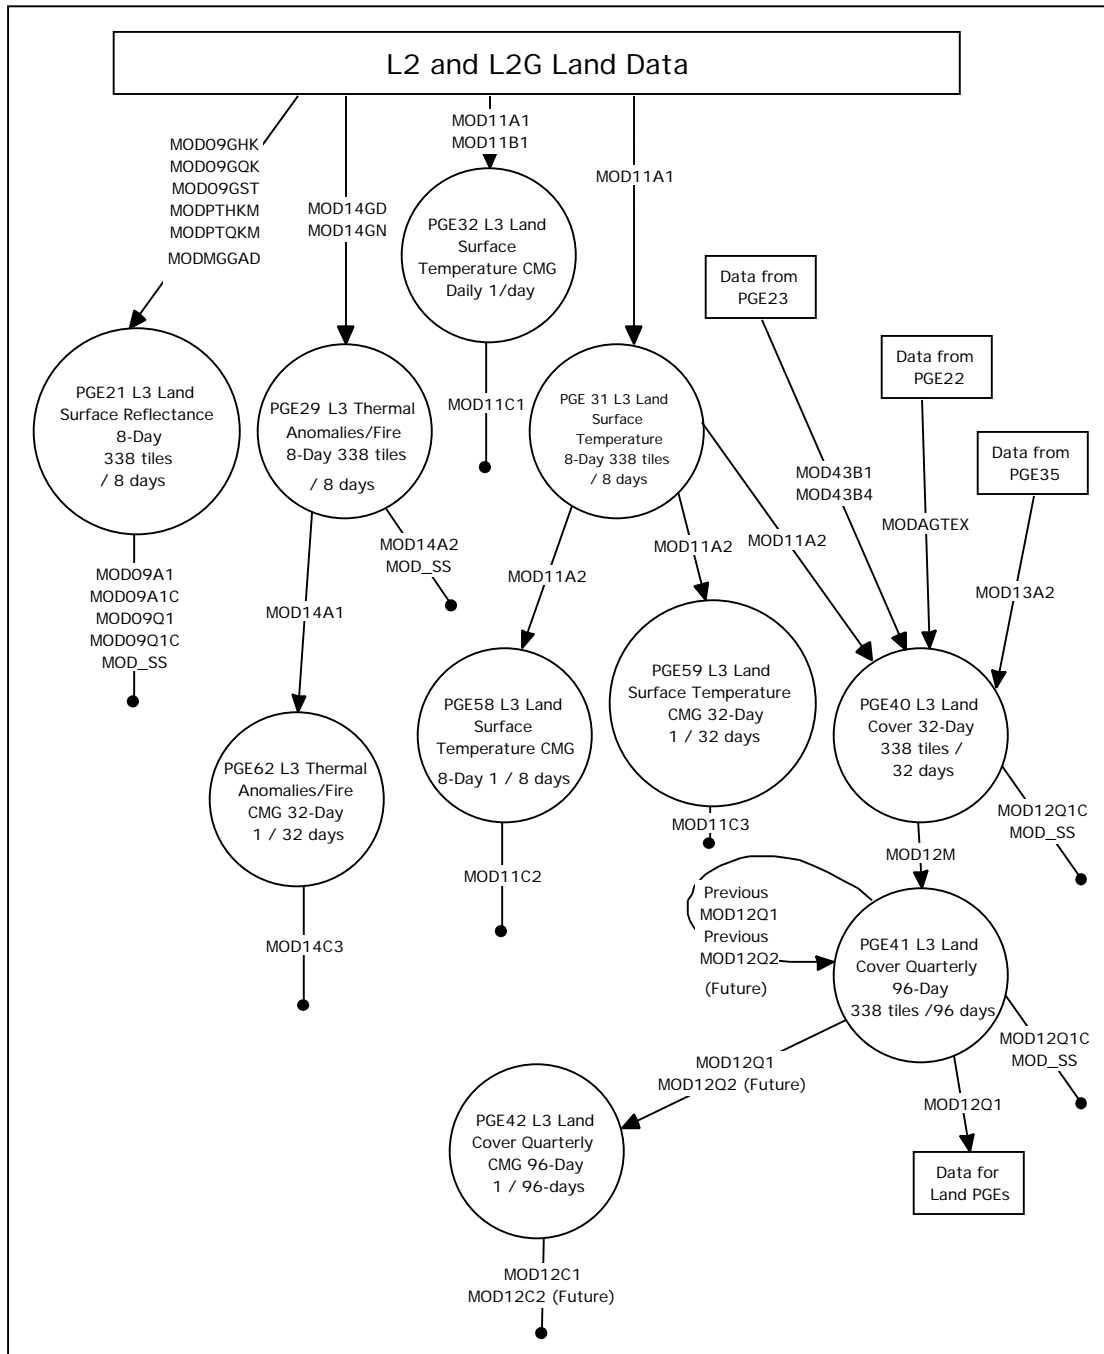 L2 and L2G Land Data
MOD09GHK
MOD09GQK
MOD09GST
MODPTHKM
MODPTQKM
MODMGGAD
MOD14GD
MOD14GN
MOD11A1
MOD11B1
MOD11A1
PGE32 L3 Land
Surface
Temperature CMG
Daily 1/day
Data from
PGE23
Data from
PGE22
Data from
PGE35
PGE21 L3 Land
Surface Reflectance
8-Day
338 tiles
/ 8 days
PGE29 L3 Thermal
Anomalies/Fire
8-Day 338 tiles
/ 8 days
MOD11C1
PGE 31 L3 Land
Surface
Temperature
8-Day 338 tiles
/ 8 days
MOD43B1
MOD43B4
MODAGTEX
MOD13A2
MOD09A1
MOD09A1C
MOD09Q1
MOD09Q1C
MOD_SS
MOD14A1
MOD14A2
MOD_SS
MOD11A2
MOD11A2
MOD11A2
PGE62 L3 Thermal
Anomalies/Fire
CMG 32-Day
1 / 32 days
PGE58 L3 Land
Surface
Temperature CMG
8-Day 1 / 8 days
PGE59 L3 Land
Surface Temperature
CMG 32-Day
1 / 32 days
PGE40 L3 Land
Cover 32-Day
338 tiles /
32 days
MOD14C3
MOD11C2
MOD11C3
MOD12M
MOD12Q1C
MOD_SS
Previous
MOD12Q1
Previous
MOD12Q2
(Future)
PGE41 L3 Land
Cover Quarterly
96-Day
338 tiles /96 days
MOD12Q1C
MOD_SS
MOD12Q1
MOD12Q2 (Future)
MOD12Q1
PGE42 L3 Land
Cover Quarterly
CMG 96-Day
1 / 96-days
Data for
Land PGEs
MOD12C1
MOD12C2 (Future)